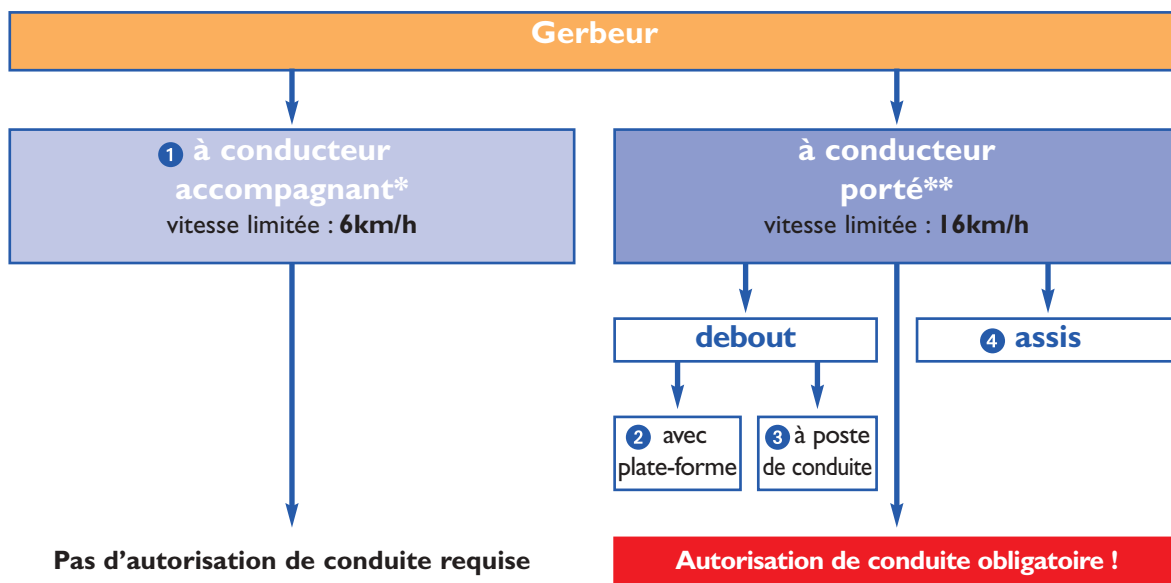 Gerbeur
1 à conducteur
accompagnant*
vitesse limitée : 6km/h
à conducteur
porté**
vitesse limitée : 16km/h
debout
4 assis
2 avec
plate-forme
3 à poste
de conduite
Pas d’autorisation de conduite requise
Autorisation de conduite obligatoire !